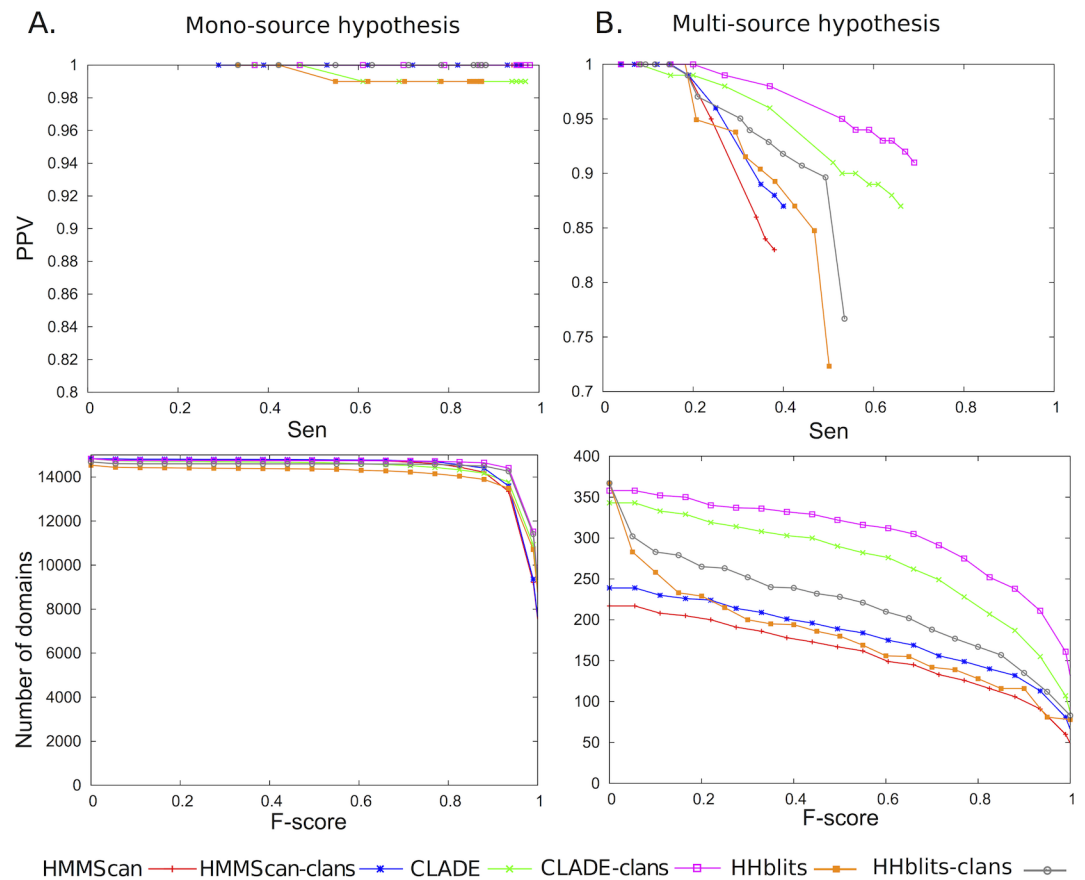 A.
Mono-source hypothesis
B.
Multi-source hypothesis
1
0.98
0.96
0.94
0.92
0.9
0.88
0.86
0.84
0.82
0.8
PPV
0 0.2 0.4 0.6 0.8 1
Sen
1
0.95
0.9
0.85
0.8
0.75
0.7
0 0.2 0.4 0.6 0.8 1
Sen
14000
12000
10000
8000
6000
4000
2000
0
Number of domains
0 0.2 0.4 0.6 0.8 1
F-score
400
350
300
250
200
150
100
50
0
0 0.2 0.4 0.6 0.8 1
F-score
HMMScan HMMScan-clans CLADE CLADE-clans HHblits HHblits-clans